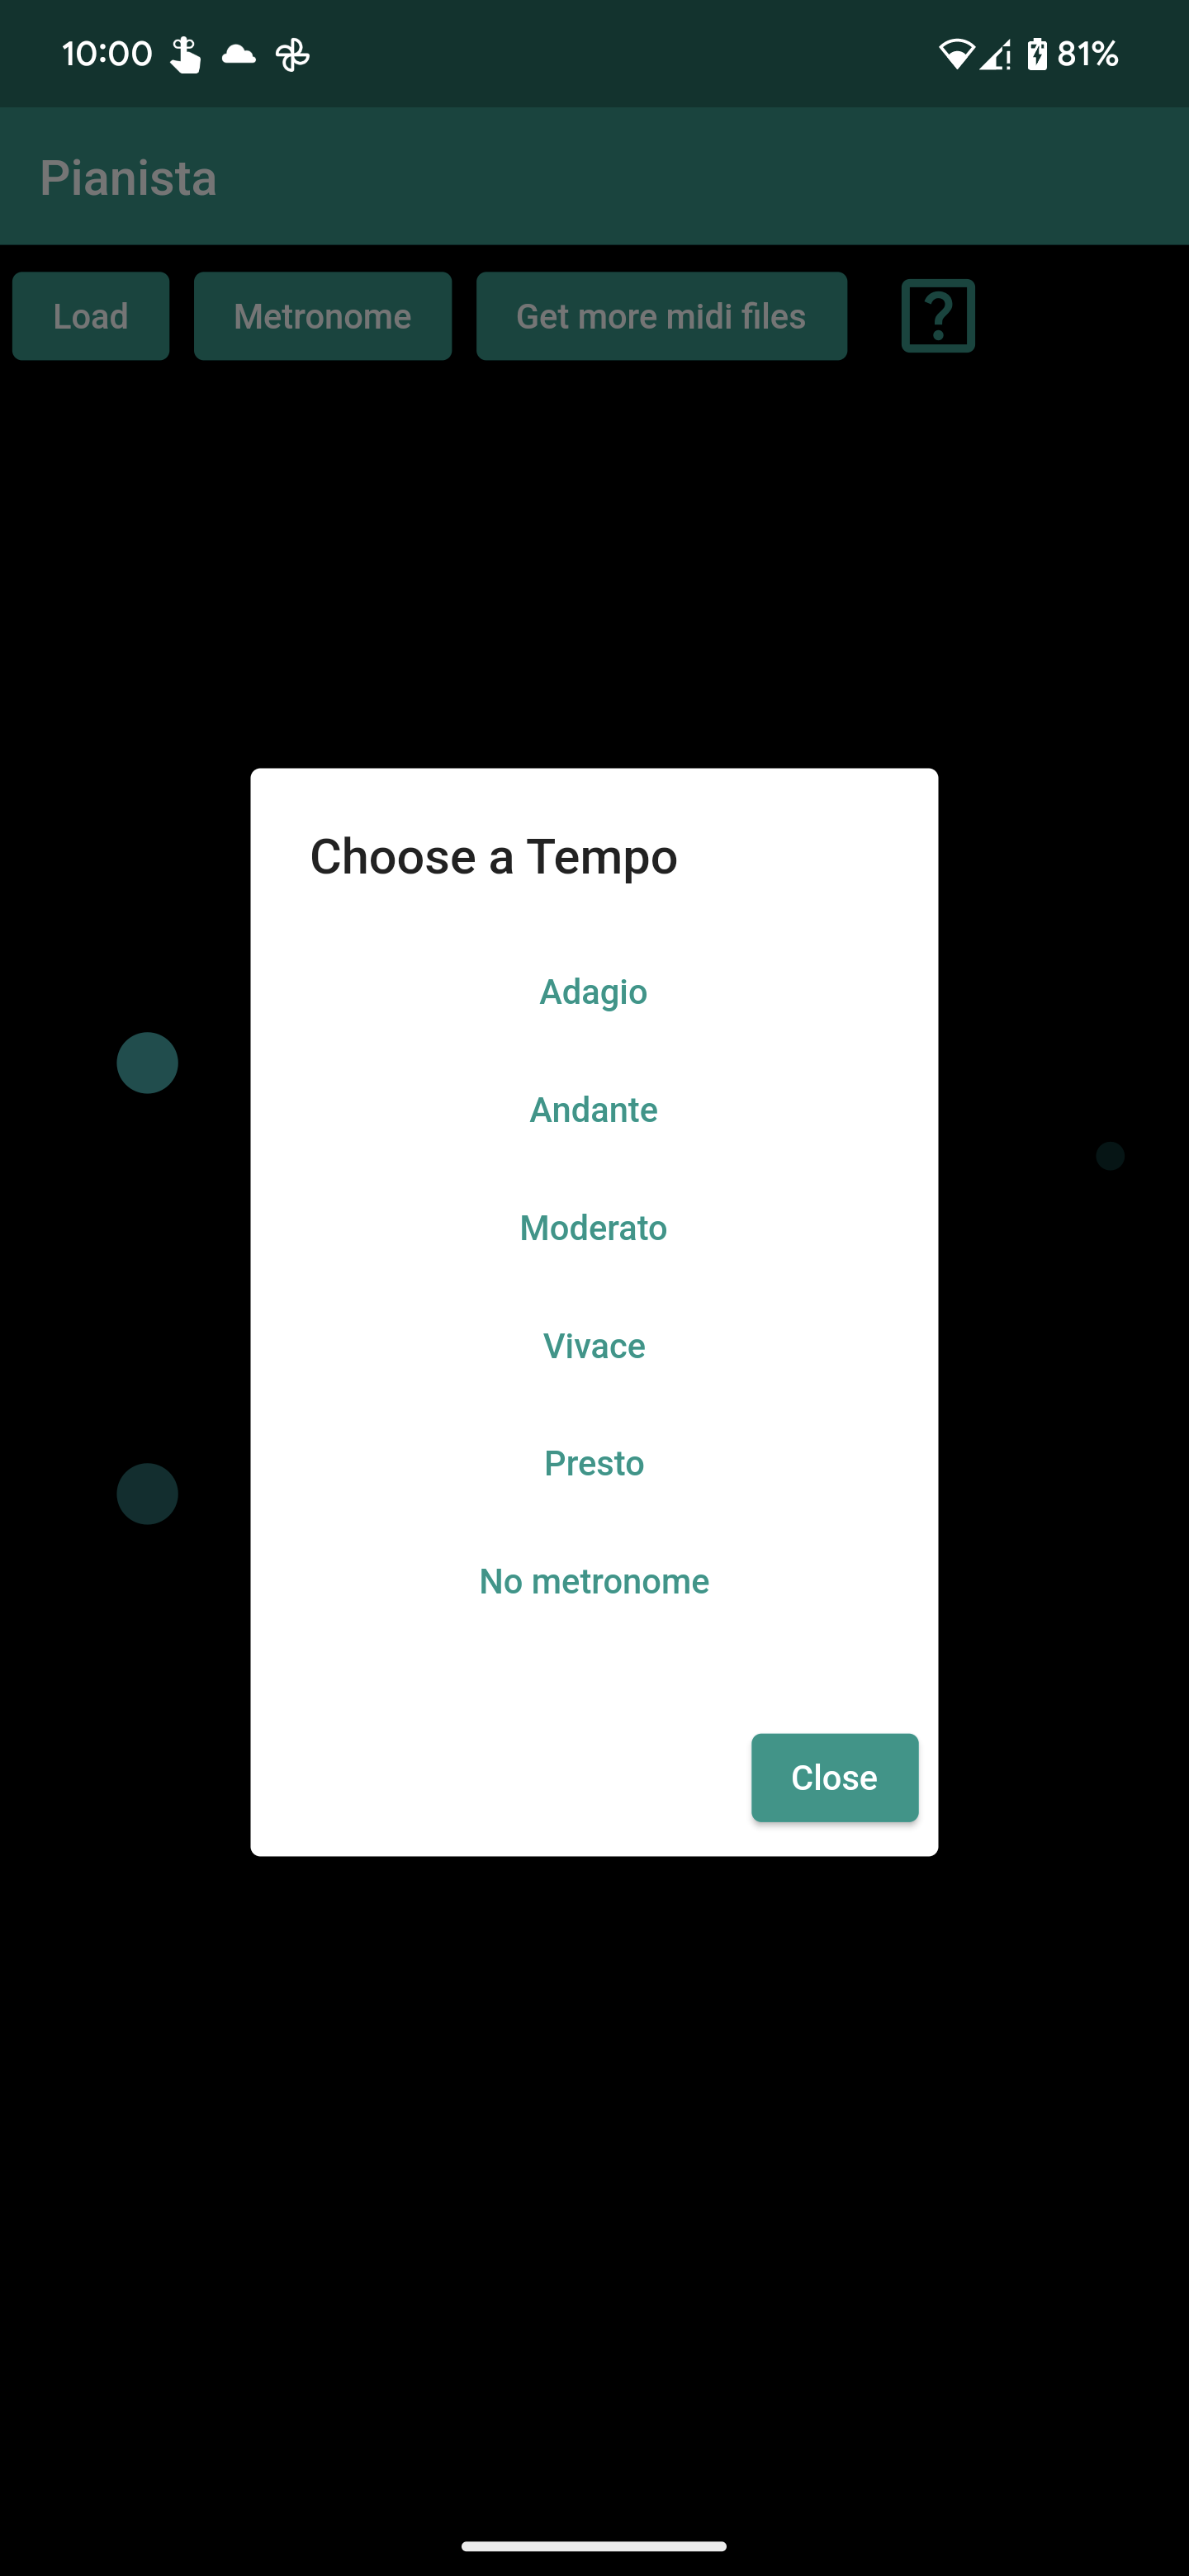 10:00 81%
Pianista
Load Metronome Get more midi files ?
Choose a Tempo
Adagio
Andante
Moderato
Vivace
Presto
No metronome
Close